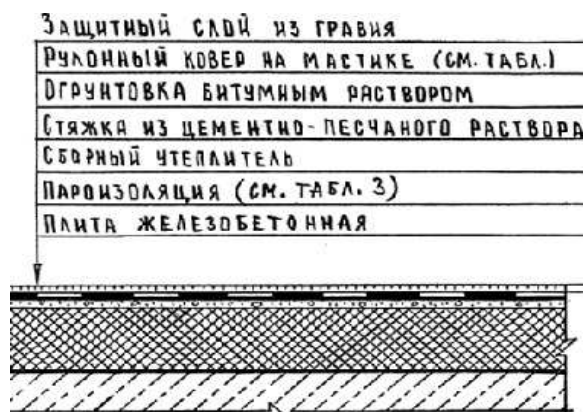 Защитный слой из гравия
Рулонный ковер на мастике (см. табл.)
Огрунтовка битумным раствором
Стяжка из цементно-песчаного раствора
Сборный утеплитель
Пароизоляция (см. табл. 3)
Плита железобетонная